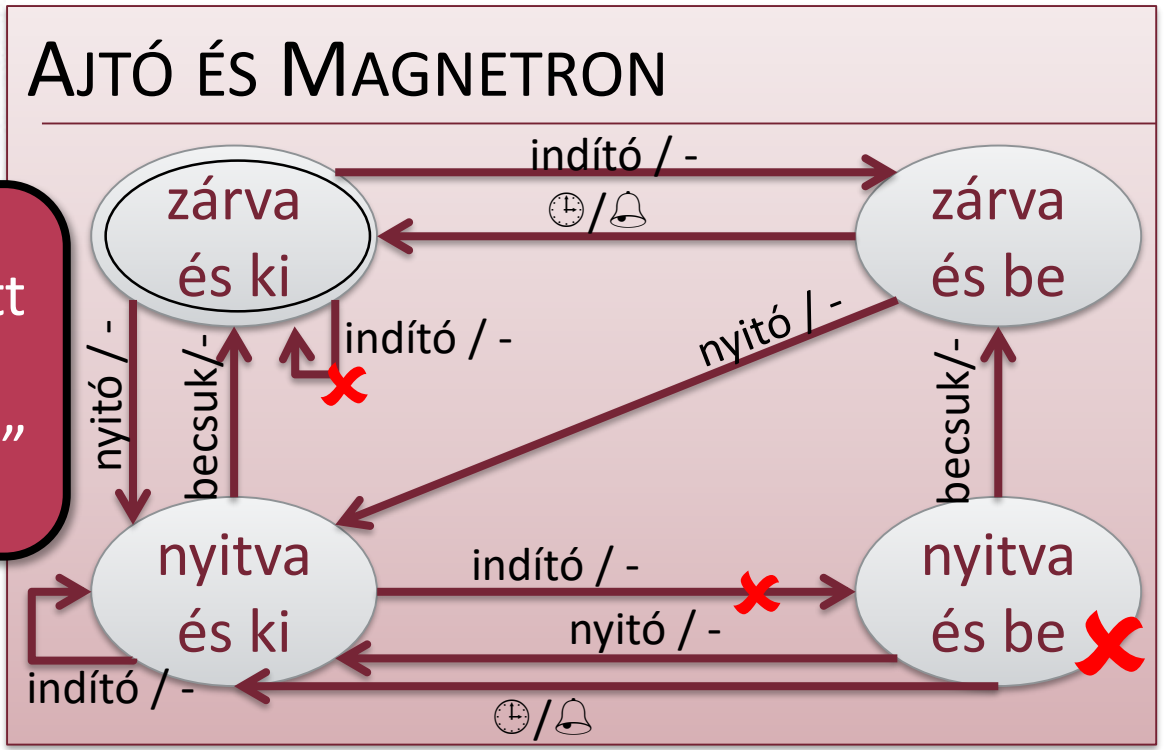 AJTÓ ÉS MAGNETRON
indító / -
🕒/🔔
zárva
és ki
zárva
és be
tt
”
nyitó / -
becsuk/-
indító / -
nyitó / -
becsuk/-
nyitva
és ki
indító / -
nyitó / -
nyitva
és be
indító / -
🕒/🔔